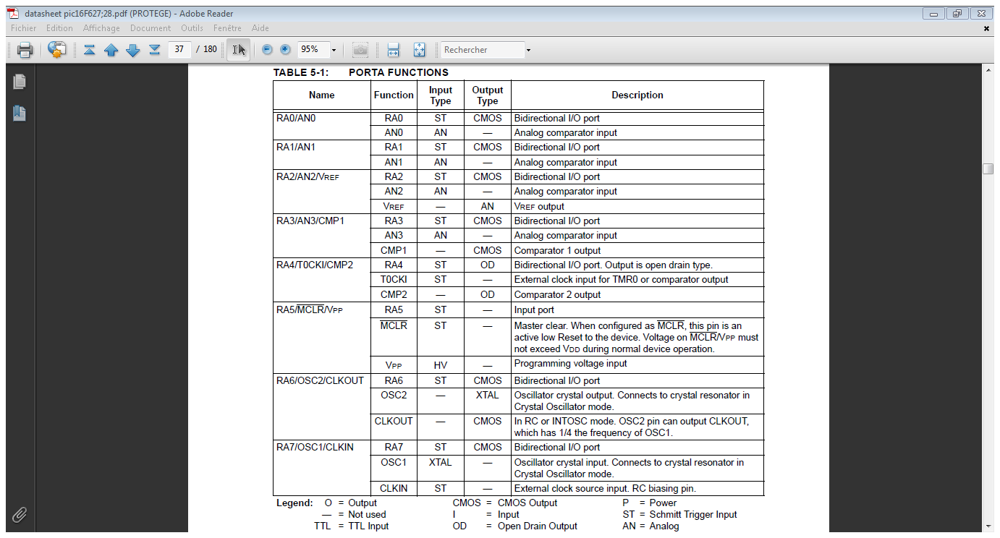 datasheet pic16F627;28.pdf (PROTEGE) - Adobe Reader
Fichier Edition Affichage Document Outils Fenêtre Aide
37 / 180 95% Rechercher
TABLE 5-1: PORTA FUNCTIONS
Name Function Input Type Output Type Description
RA0/AN0 RA0 ST CMOS Bidirectional I/O port
AN0 AN — Analog comparator input
RA1/AN1 RA1 ST CMOS Bidirectional I/O port
AN1 AN — Analog comparator input
RA2/AN2/VREF RA2 ST CMOS Bidirectional I/O port
AN2 AN — Analog comparator input
VREF — AN VREF output
RA3/AN3/CMP1 RA3 ST CMOS Bidirectional I/O port
AN3 AN — Analog comparator input
CMP1 — CMOS Comparator 1 output
RA4/T0CKI/CMP2 RA4 ST OD Bidirectional I/O port. Output is open drain type.
T0CKI ST — External clock input for TMR0 or comparator output
CMP2 — OD Comparator 2 output
RA5/MCLR/VPP RA5 ST — Input port
MCLR ST — Master clear. When configured as MCLR, this pin is an
active low Reset to the device. Voltage on MCLR/VPP must
not exceed VDD during normal device operation.
VPP HV — Programming voltage input
RA6/OSC2/CLKOUT RA6 ST CMOS Bidirectional I/O port
OSC2 — XTAL Oscillator crystal output. Connects to crystal resonator in
Crystal Oscillator mode.
CLKOUT — CMOS In RC or INTOSC mode. OSC2 pin can output CLKOUT,
which has 1/4 the frequency of OSC1.
RA7/OSC1/CLKIN RA7 ST CMOS Bidirectional I/O port
OSC1 XTAL — Oscillator crystal input. Connects to crystal resonator in
Crystal Oscillator mode.
CLKIN ST — External clock source input. RC biasing pin.
Legend: O = Output CMOS = CMOS Output P = Power
— = Not used I = Input ST = Schmitt Trigger Input
TTL = TTL Input OD = Open Drain Output AN = Analog